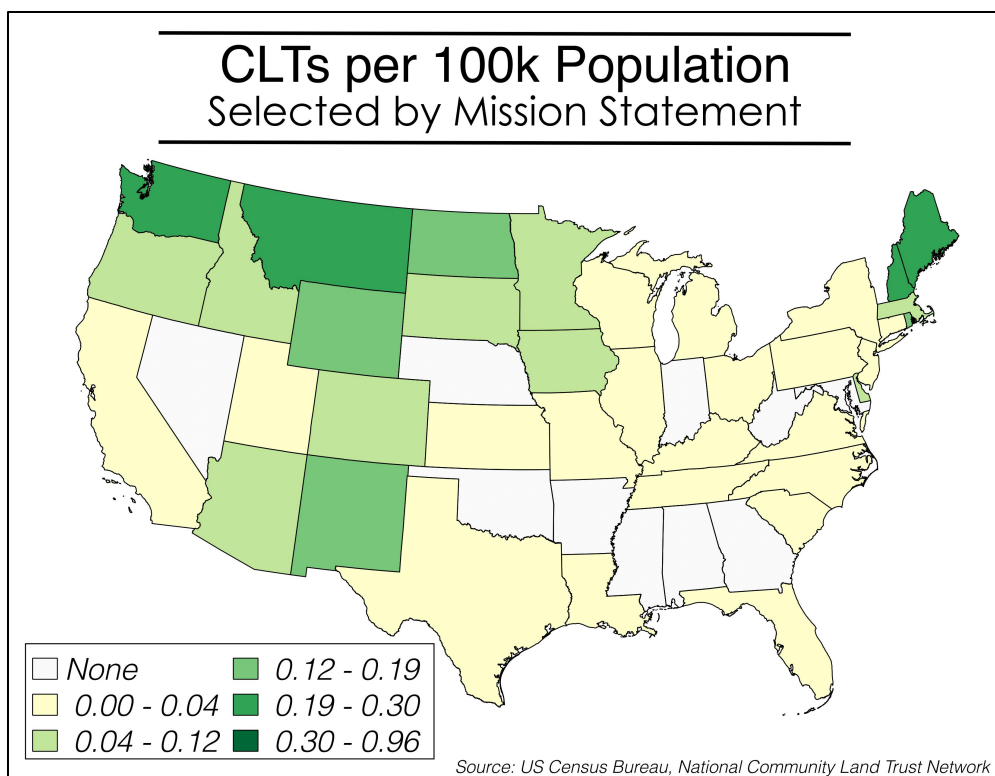 CLTs per 100k Population
Selected by Mission Statement
None
0.00 - 0.04
0.04 - 0.12
0.12 - 0.19
0.19 - 0.30
0.30 - 0.96
Source: US Census Bureau, National Community Land Trust Network